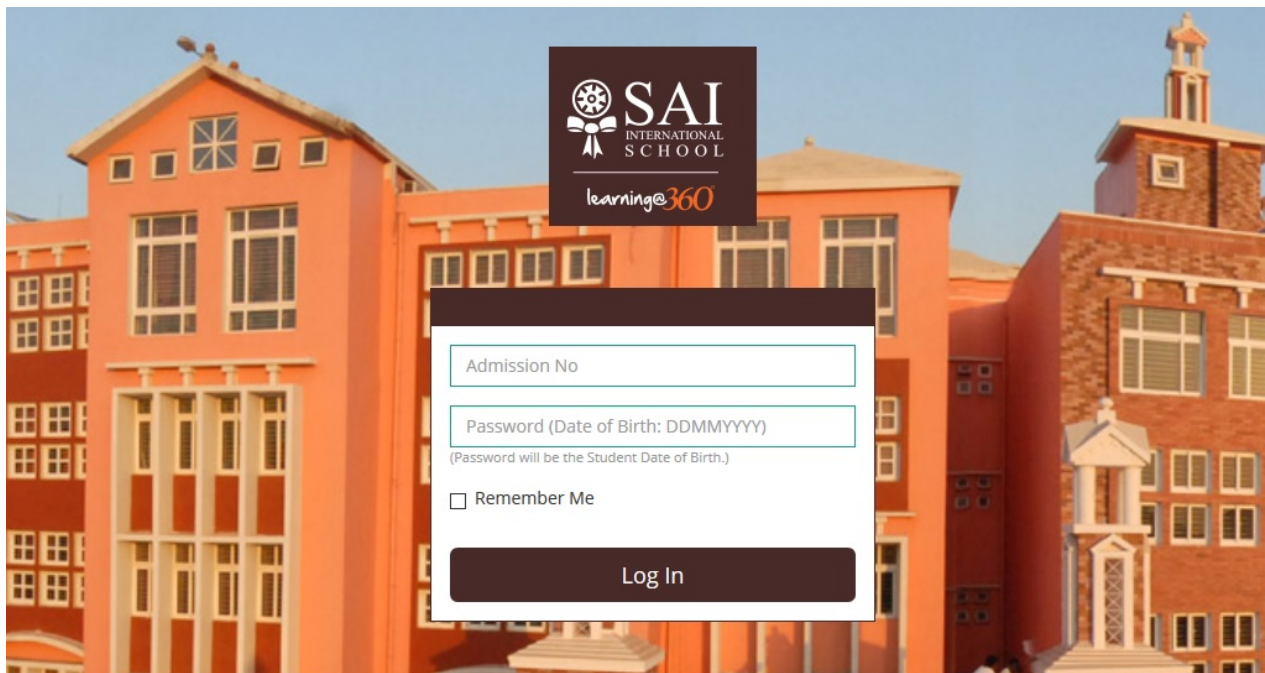 SAI
INTERNATIONAL
SCHOOL
learning@360°
Admission No
Password (Date of Birth: DDMMYYYY)
(Password will be the Student Date of Birth.)
Remember Me
Log In